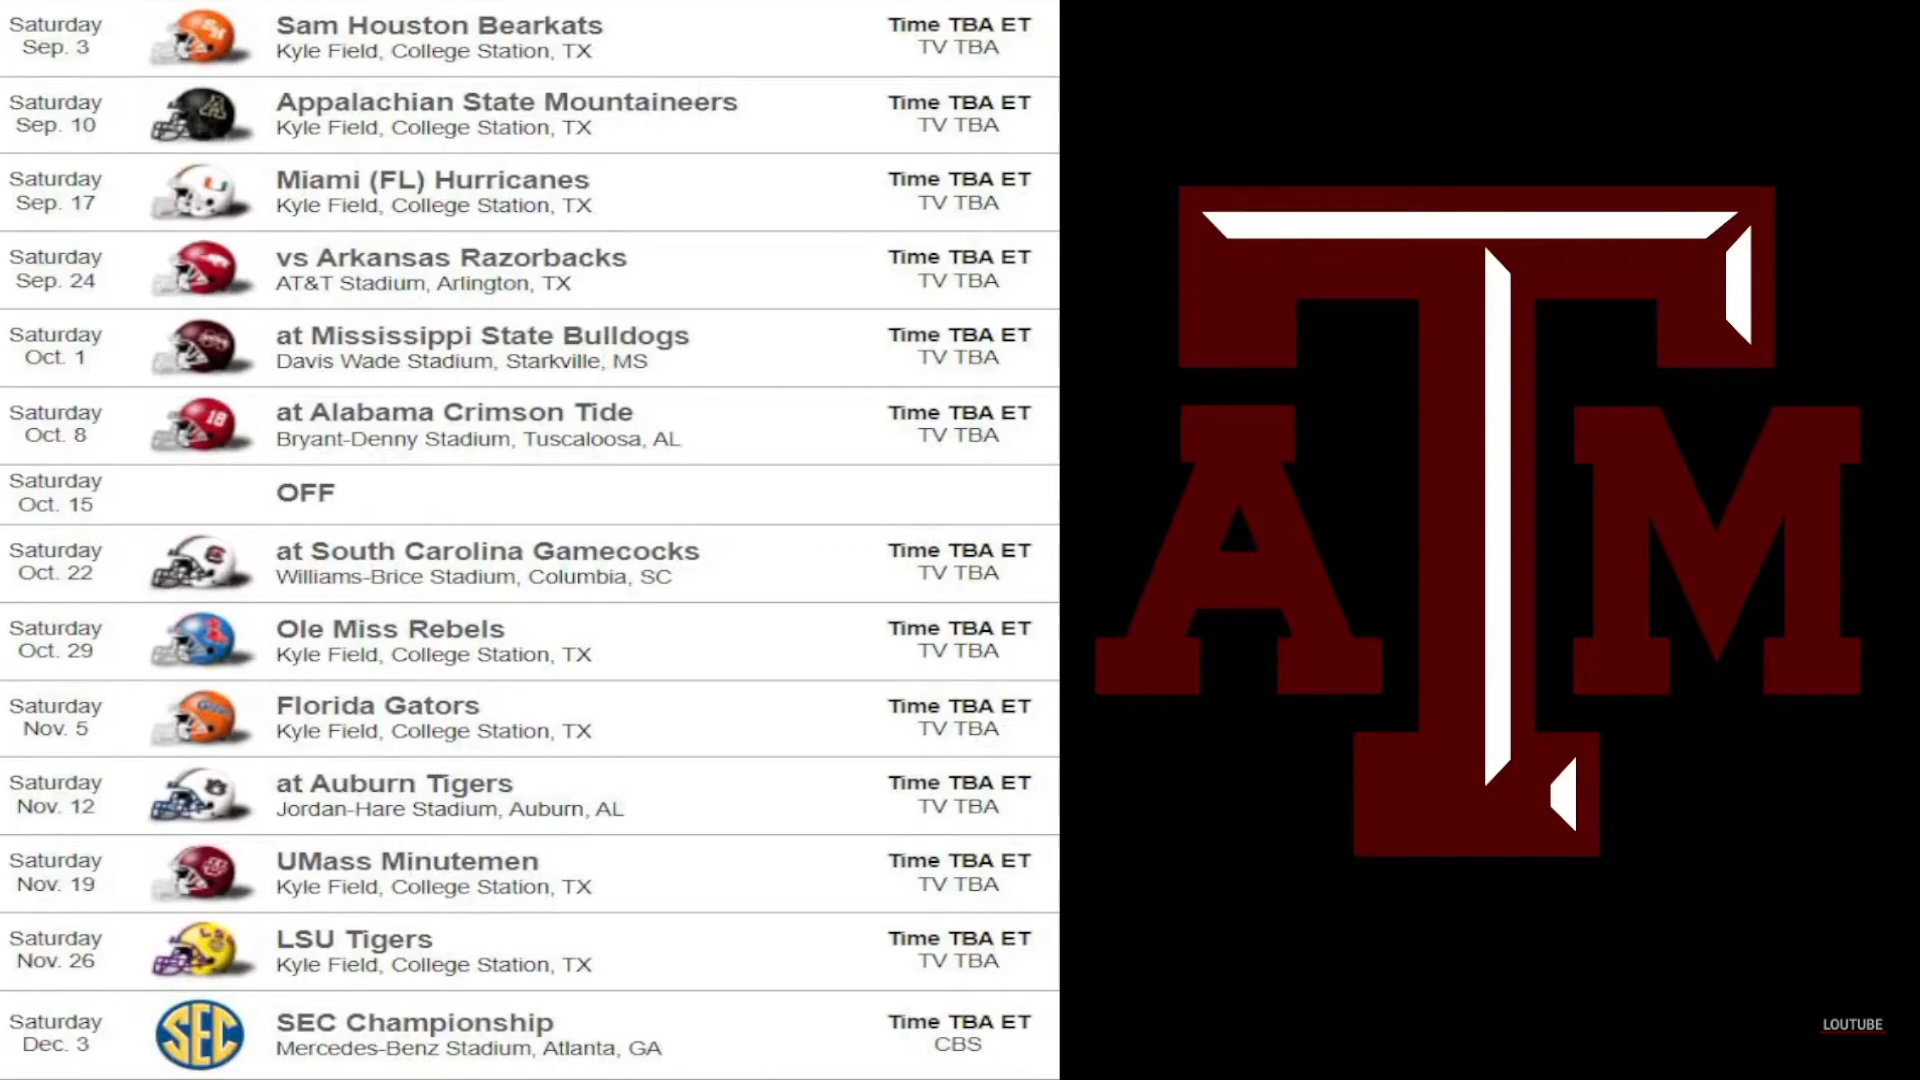 Saturday
Sep. 3
Sam Houston Bearkats
Kyle Field, College Station, TX
Time TBA ET
TV TBA
Saturday
Sep. 10
Appalachian State Mountaineers
Kyle Field, College Station, TX
Time TBA ET
TV TBA
Saturday
Sep. 17
Miami (FL) Hurricanes
Kyle Field, College Station, TX
Time TBA ET
TV TBA
Saturday
Sep. 24
vs Arkansas Razorbacks
AT&T Stadium, Arlington, TX
Time TBA ET
TV TBA
Saturday
Oct. 1
at Mississippi State Bulldogs
Davis Wade Stadium, Starkville, MS
Time TBA ET
TV TBA
Saturday
Oct. 8
18
at Alabama Crimson Tide
Bryant-Denny Stadium, Tuscaloosa, AL
Time TBA ET
TV TBA
Saturday
Oct. 15
OFF
Saturday
Oct. 22
at South Carolina Gamecocks
Williams-Brice Stadium, Columbia, SC
Time TBA ET
TV TBA
Saturday
Oct. 29
Ole Miss Rebels
Kyle Field, College Station, TX
Time TBA ET
TV TBA
Saturday
Nov. 5
Florida Gators
Kyle Field, College Station, TX
Time TBA ET
TV TBA
Saturday
Nov. 12
at Auburn Tigers
Jordan-Hare Stadium, Auburn, AL
Time TBA ET
TV TBA
Saturday
Nov. 19
UMass Minutemen
Kyle Field, College Station, TX
Time TBA ET
TV TBA
Saturday
Nov. 26
LSU Tigers
Kyle Field, College Station, TX
Time TBA ET
TV TBA
Saturday
Dec. 3
SEC
SEC Championship
Mercedes-Benz Stadium, Atlanta, GA
Time TBA ET
CBS
ATM
LOUTUBE